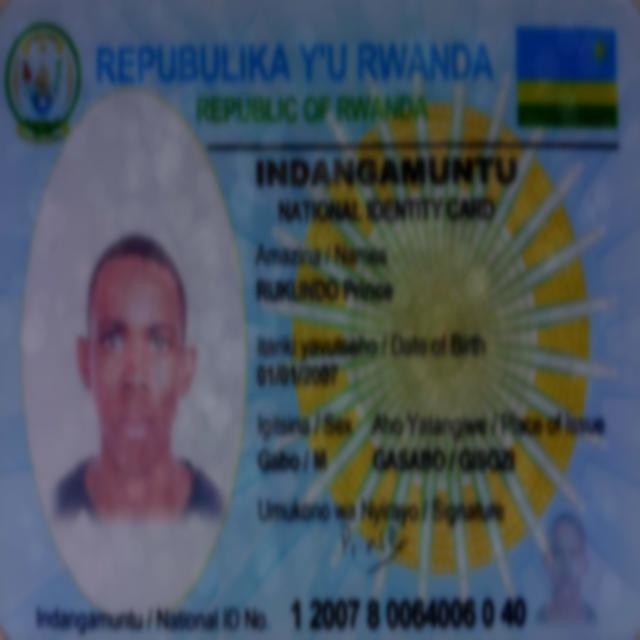 REPUBULIKA Y'U RWANDA
REPUBLIC OF RWANDA
INDANGAMUNTU
NATIONAL IDENTITY CARD
Amazina / Names
RUKUNDO Prince
Itariki yavutseho / Date of Birth
01/01/2007
Igitsina / Sex Aho Yatangiwe / Place of Issue
Gabo / M GASABO / GISOZI
Umukono wa Nyirayo / Signature
Indangamuntu / National ID No. 1 2007 8 0064006 0 40